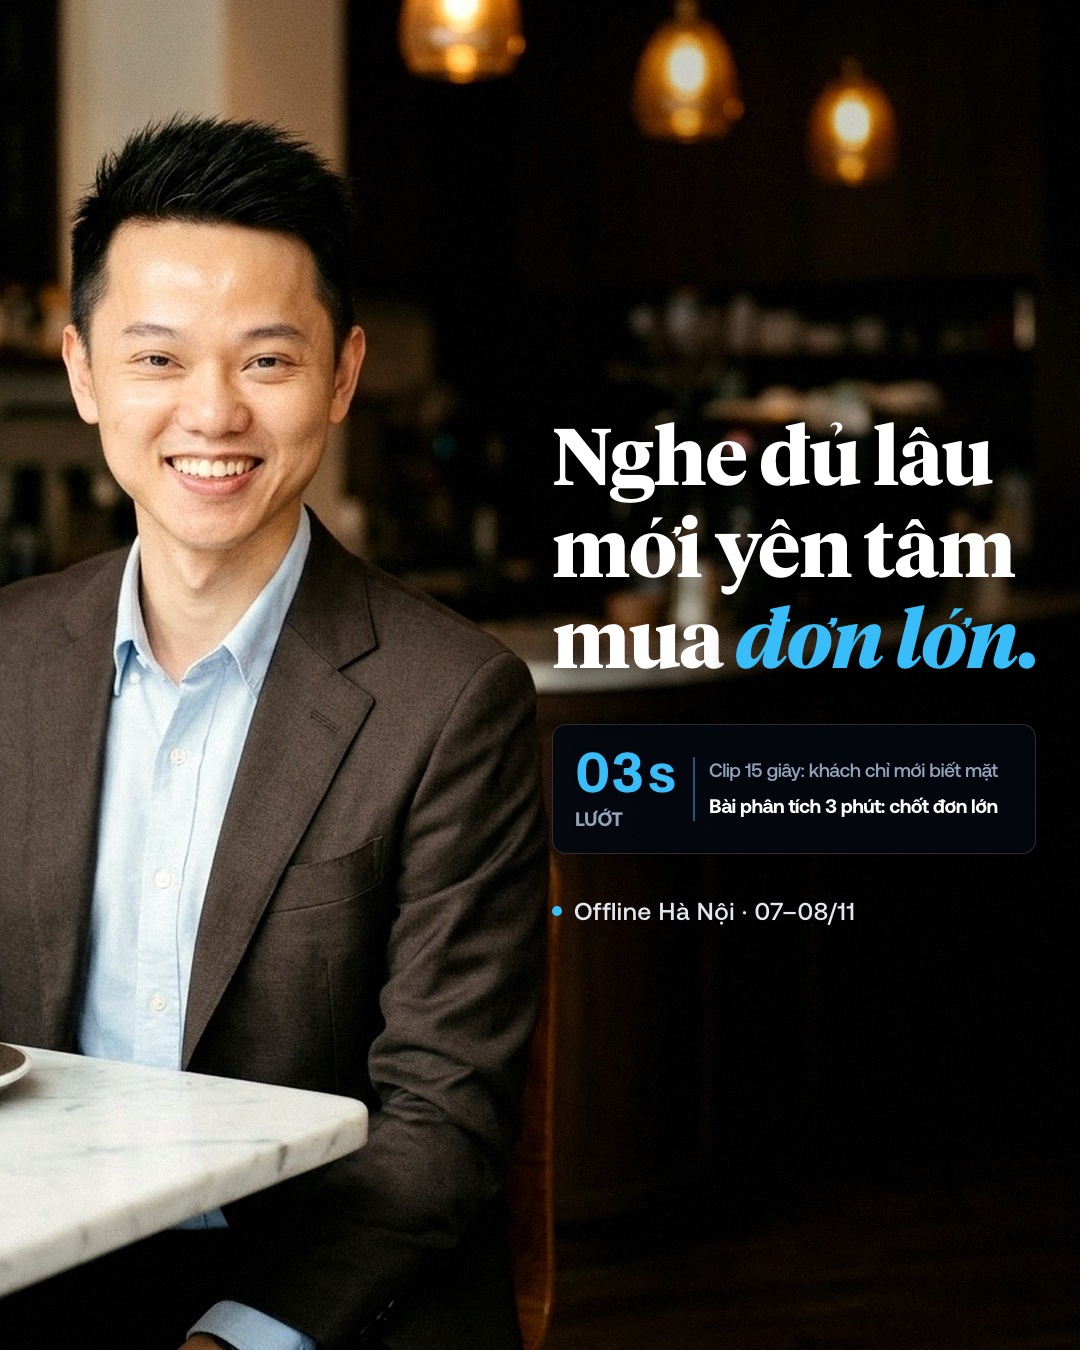 Nghe đủ lâu
mới yên tâm
mua đơn lớn.
03s
LƯỚT
Clip 15 giây: khách chỉ mới biết mặt
Bài phân tích 3 phút: chốt đơn lớn
Offline Hà Nội · 07–08/11